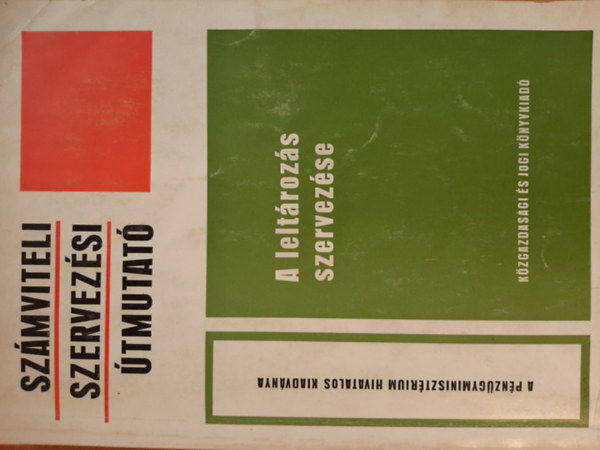 SZÁMVITELI
SZERVEZÉSI
ÚTMUTATÓ
A leltározás
szervezése
KÖZGAZDASÁGI ÉS JOGI KÖNYVKIADÓ
A PÉNZÜGYMINISZTÉRIUM HIVATALOS KIADVÁNYA